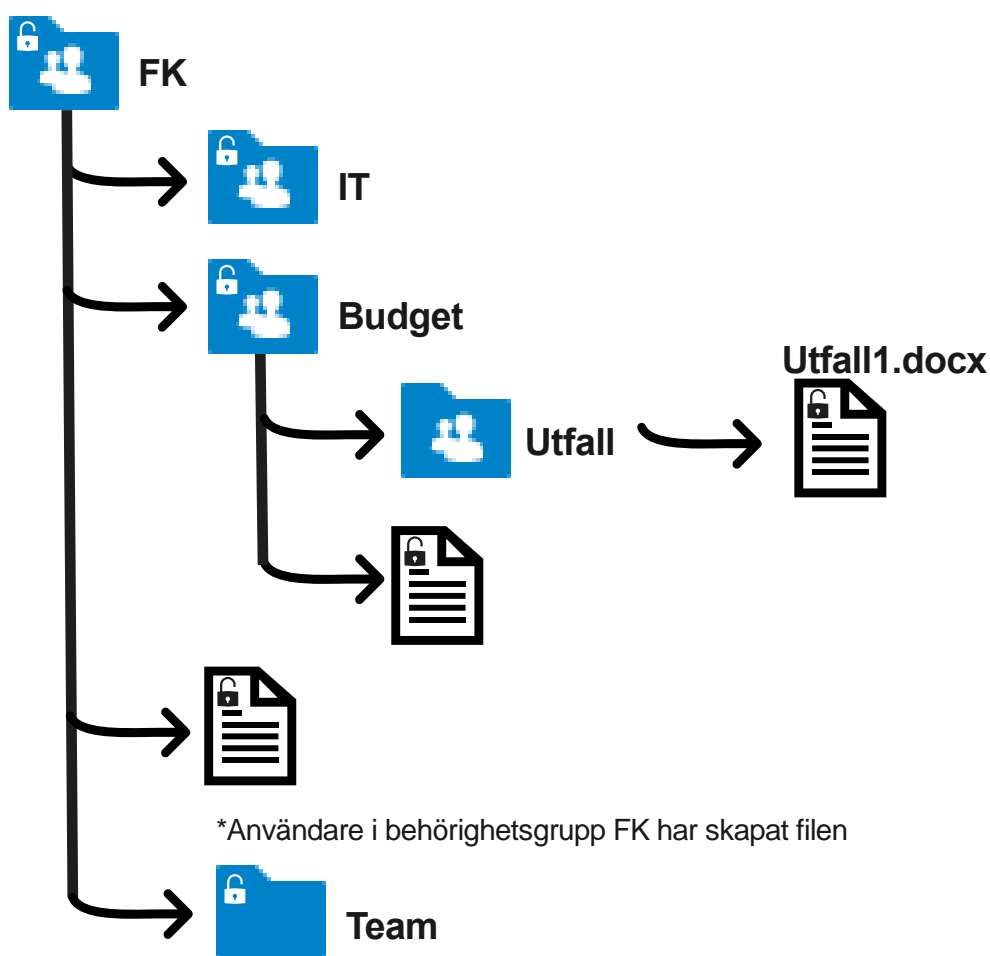 FK
IT
Budget
Utfall1.docx
Utfall
*Användare i behörighetsgrupp FK har skapat filen
Team